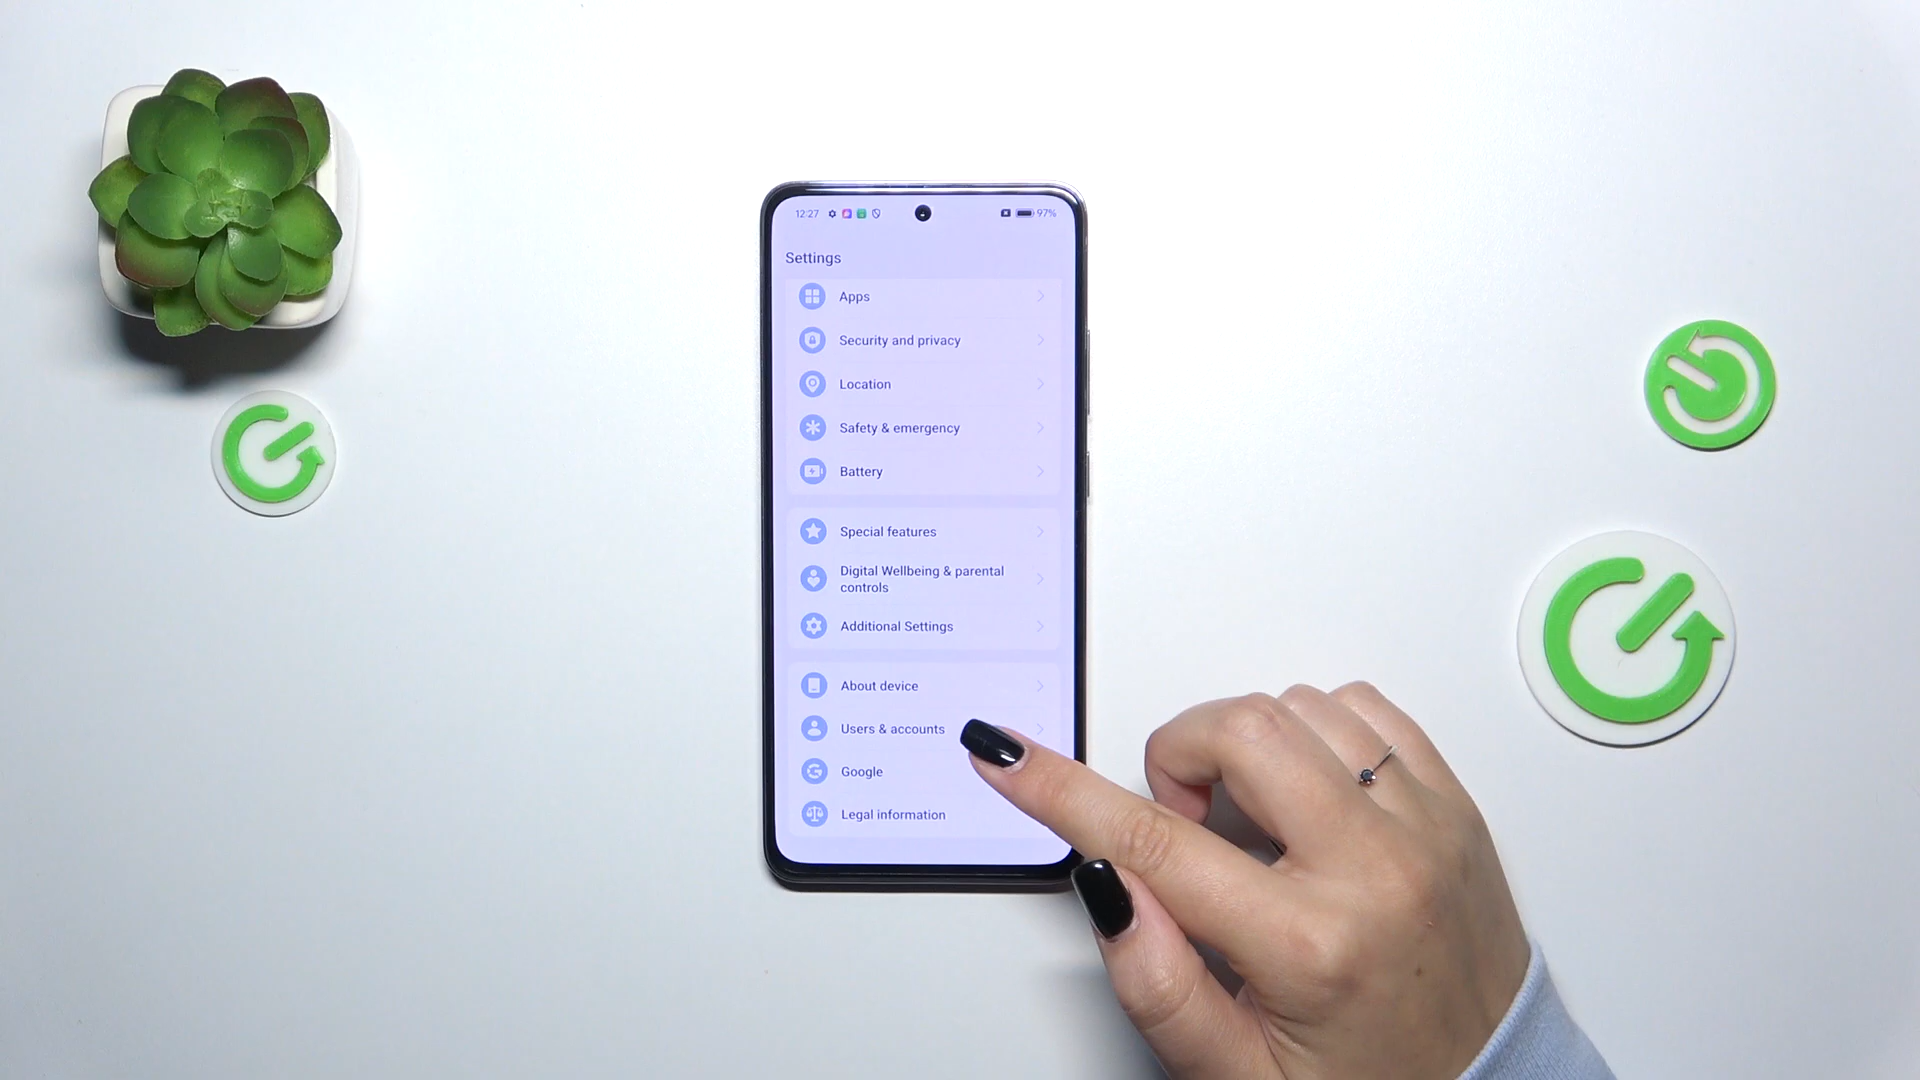 12:27
97%
Settings
Apps
Security and privacy
Location
Safety & emergency
Battery
Special features
Digital Wellbeing & parental
controls
Additional Settings
About device
Users & accounts
Google
Legal information